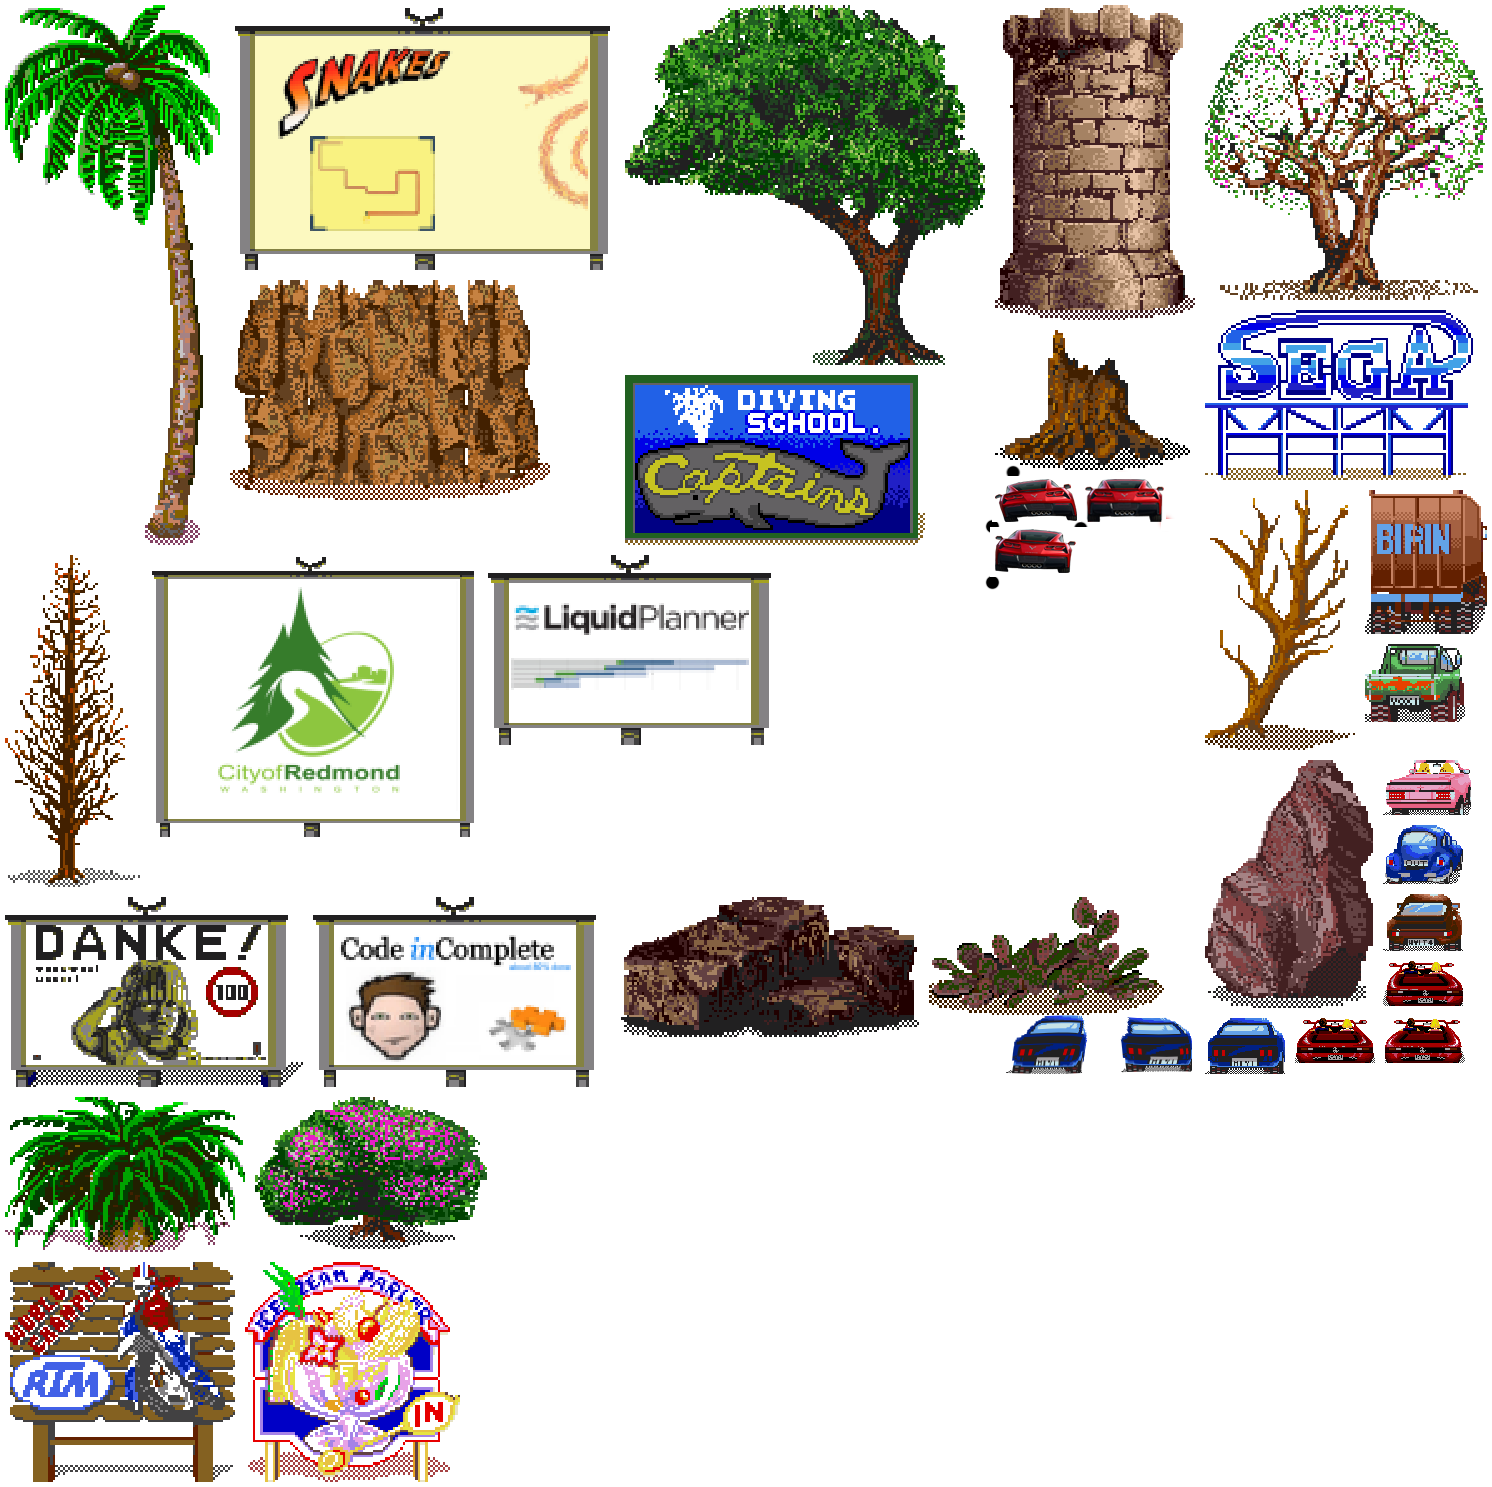 SNAKES
DIVING
SCHOOL.
Captains
SEGA
BIRIN
LiquidPlanner
CityofRedmond
WASHINGTON
DANKE!
100
Code inComplete
WORLD
CHAMPION
RTM
ICE CREAM PARLOR
IN